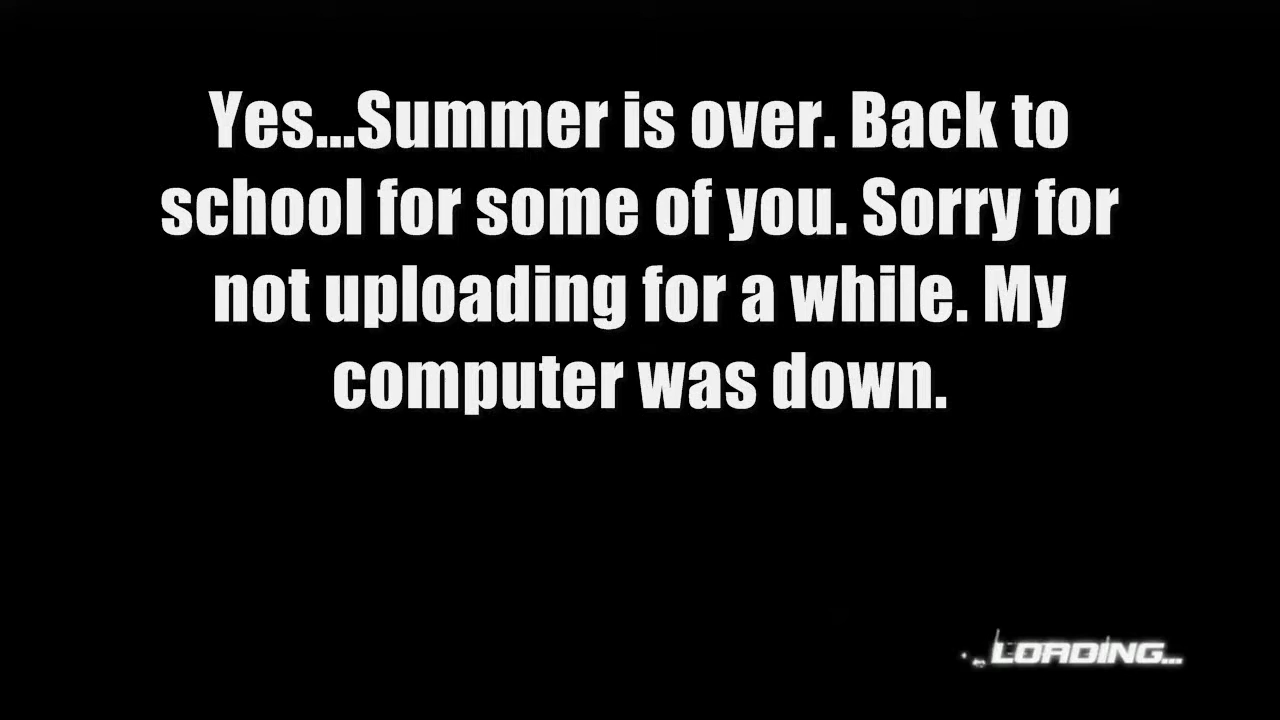 Yes...Summer is over. Back to
school for some of you. Sorry for
not uploading for a while. My
computer was down.
LOADING...